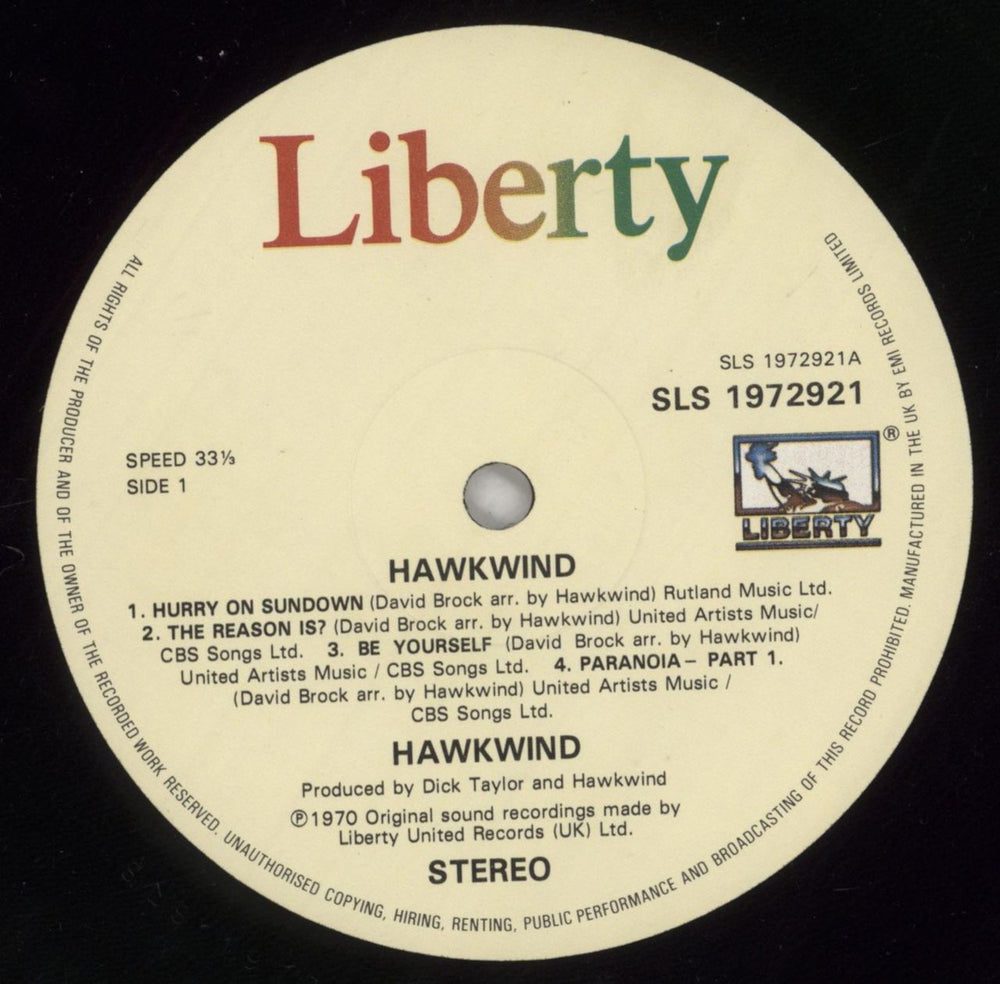 Liberty
SLS 1972921A
SLS 1972921
®
LIBERTY
SPEED 33⅓
SIDE 1
HAWKWIND
1. HURRY ON SUNDOWN (David Brock arr. by Hawkwind) Rutland Music Ltd.
2. THE REASON IS? (David Brock arr. by Hawkwind) United Artists Music/
CBS Songs Ltd. 3. BE YOURSELF (David Brock arr. by Hawkwind)
United Artists Music / CBS Songs Ltd. 4. PARANOIA – PART 1.
(David Brock arr. by Hawkwind) United Artists Music /
CBS Songs Ltd.
HAWKWIND
Produced by Dick Taylor and Hawkwind
℗1970 Original sound recordings made by
Liberty United Records (UK) Ltd.
STEREO
ALL RIGHTS OF THE PRODUCER AND OF THE OWNER OF THE RECORDED WORK RESERVED. UNAUTHORISED COPYING, HIRING, RENTING, PUBLIC PERFORMANCE AND BROADCASTING OF THIS RECORD PROHIBITED. MANUFACTURED IN THE UK BY EMI RECORDS LIMITED